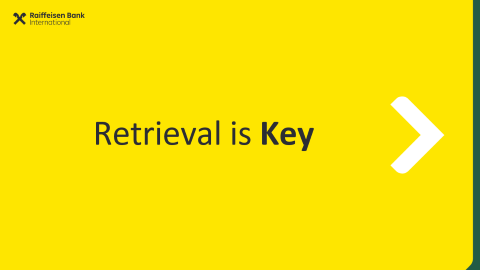 Raiffeisen Bank
International
Retrieval is Key